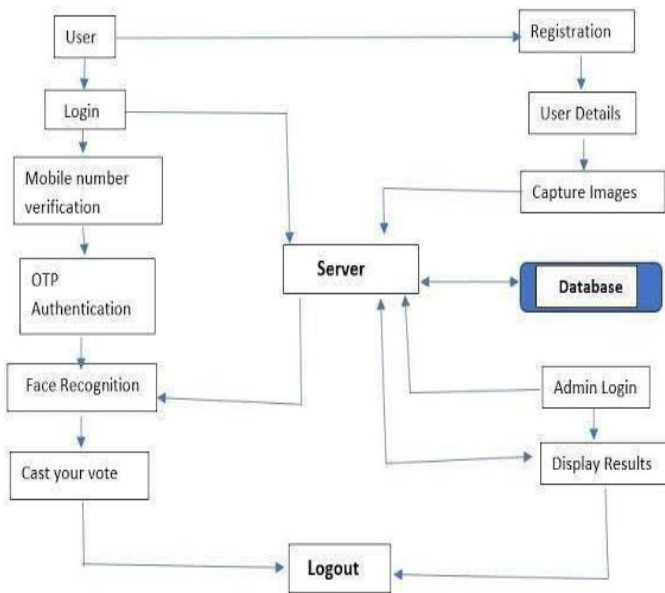 User
Registration
Login
User Details
Mobile number
verification
Capture Images
Server
OTP
Authentication
Database
Face Recognition
Admin Login
Cast your vote
Display Results
Logout